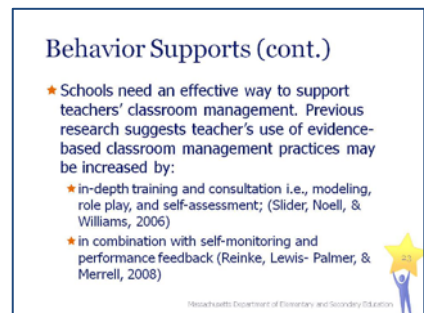 Behavior Supports (cont.)
Schools need an effective way to support
teachers' classroom management. Previous
research suggests teacher's use of evidence-
based classroom management practices may
be increased by:
in-depth training and consultation i.e., modeling,
role play, and self-assessment; (Slider, Noell, &
Williams, 2006)
in combination with self-monitoring and
performance feedback (Reinke, Lewis- Palmer, &
Merrell, 2008)
23
Massachusetts Department of Elementary and Secondary Education